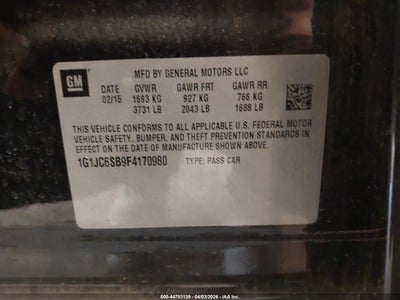 GM
MFD BY GENERAL MOTORS LLC
DATE GVWR GAWR FRT GAWR RR
02/15 1693 KG 927 KG 766 KG
3731 LB 2043 LB 1688 LB
THIS VEHICLE CONFORMS TO ALL APPLICABLE U.S. FEDERAL MOTOR
VEHICLE SAFETY, BUMPER, AND THEFT PREVENTION STANDARDS IN
EFFECT ON THE DATE OF MANUFACTURE SHOWN ABOVE.
1G1JC6SB9F4170980 TYPE: PASS CAR
000-44783138 - 04/03/2026 - IAA Inc.